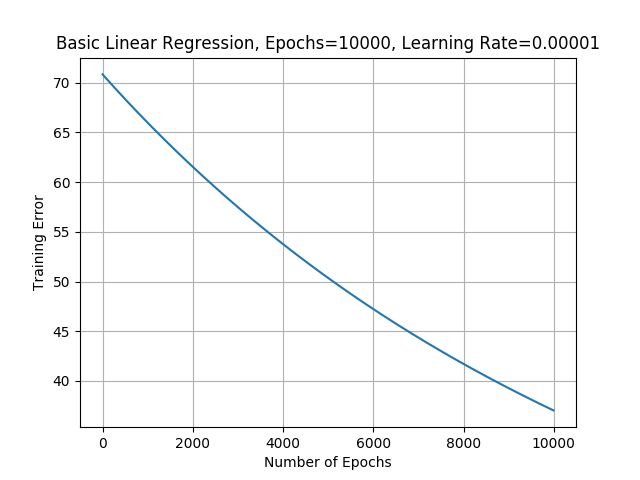 Basic Linear Regression, Epochs=10000, Learning Rate=0.00001
70
65
60
55
50
45
40
Training Error
0 2000 4000 6000 8000 10000
Number of Epochs